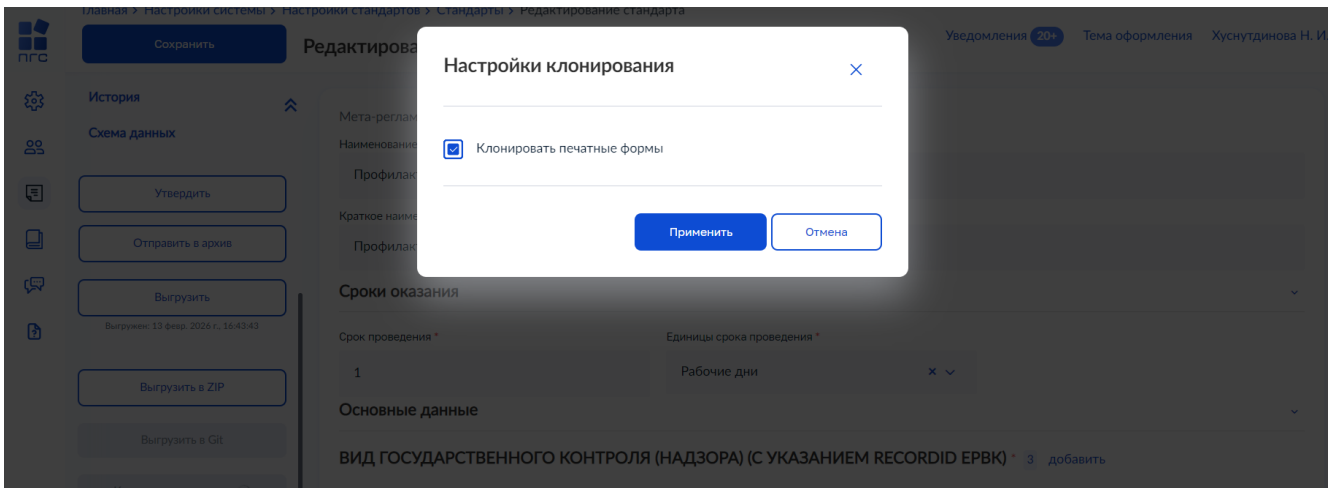 Главная > Настройки системы > Настройки стандартов > Стандарты > Редактирование стандарта
пгс
Сохранить
Редактирова
Уведомления 20+ Тема оформления Хуснутдинова Н. И.
Настройки клонирования
История
Схема данных
Мета-реглам
Наименование
Клонировать печатные формы
Профилак
Утвердить
Краткое наиме
Применить
Отмена
Отправить в архив
Профилак
Выгрузить
Сроки оказания
Выгружен: 13 февр. 2026 г., 16:43:43
Срок проведения *
Единицы срока проведения *
1
Рабочие дни
Выгрузить в ZIP
Основные данные
Выгрузить в Git
ВИД ГОСУДАРСТВЕННОГО КОНТРОЛЯ (НАДЗОРА) (С УКАЗАНИЕМ RECORDID ЕРВК) * 3 добавить